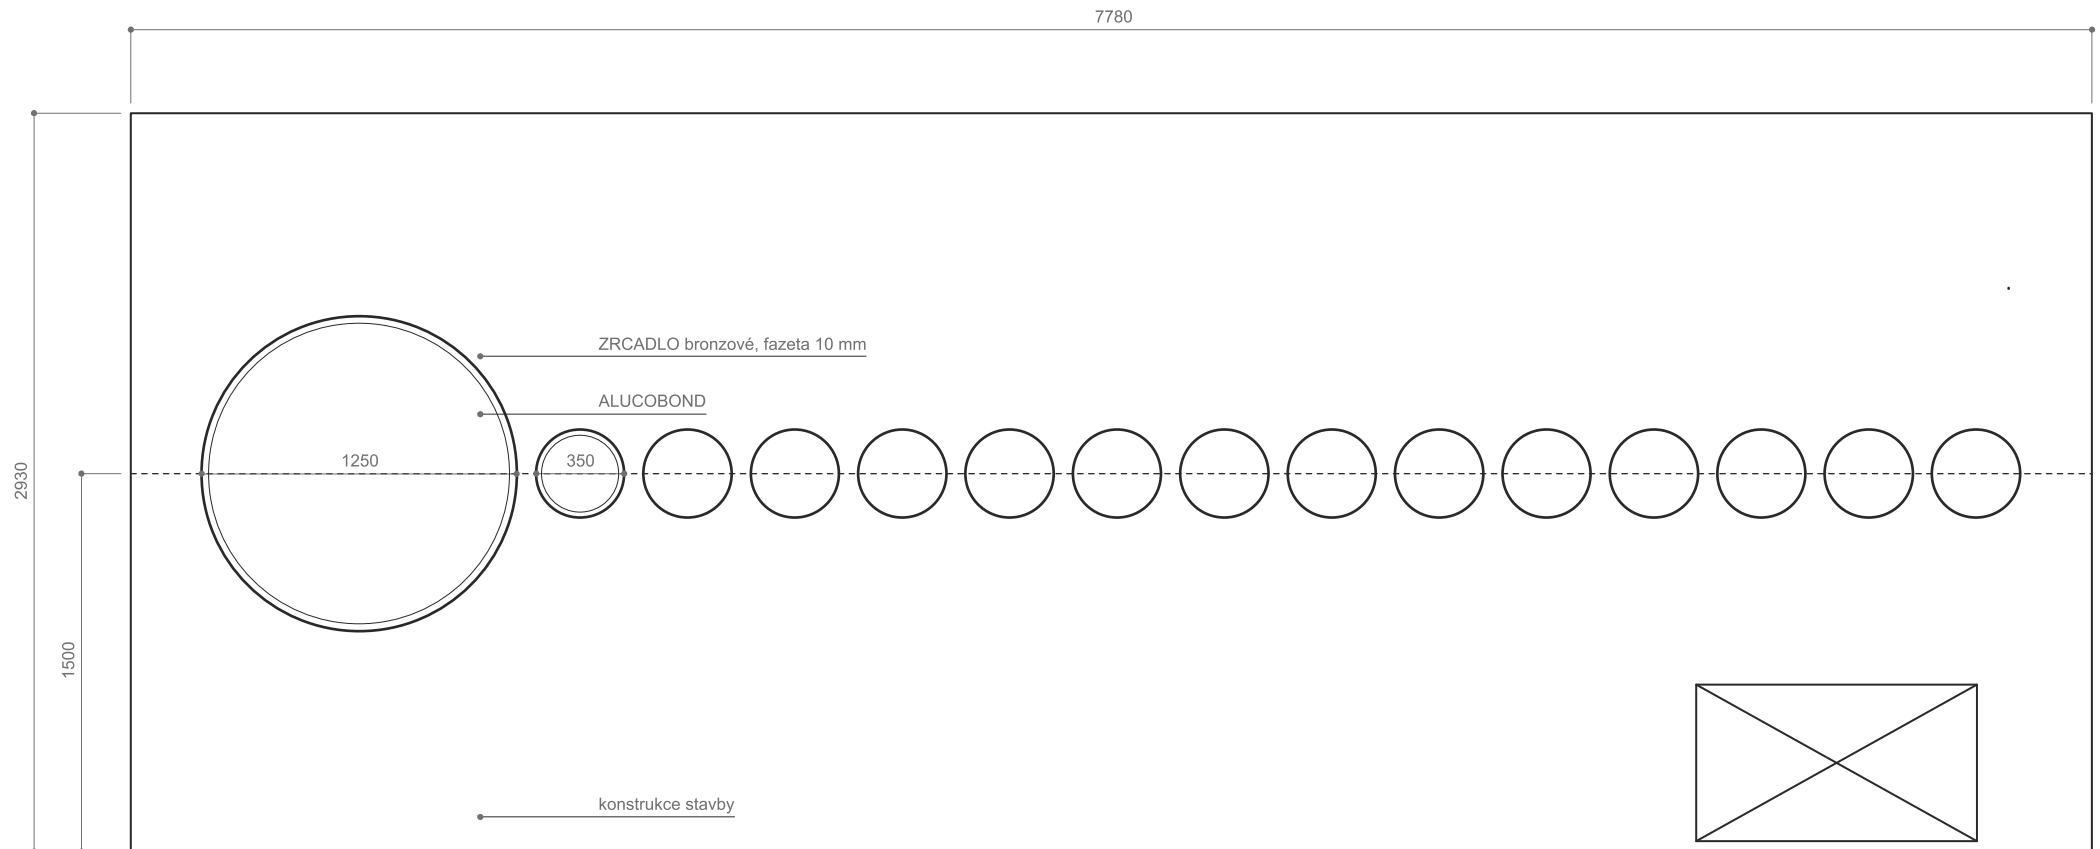 7780
ZRCADLO bronzové, fazeta 10 mm
ALUCOBOND
1250
350
2930
1500
konstrukce stavby